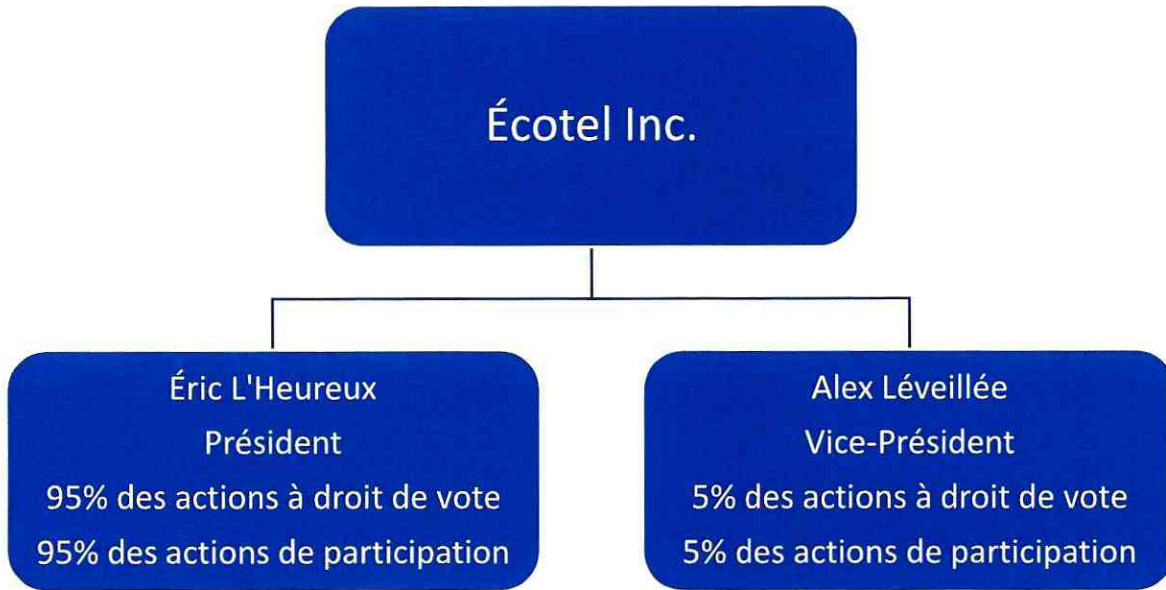 Écotel Inc.
Éric L'Heureux
Président
95% des actions à droit de vote
95% des actions de participation
Alex Léveillée
Vice-Président
5% des actions à droit de vote
5% des actions de participation